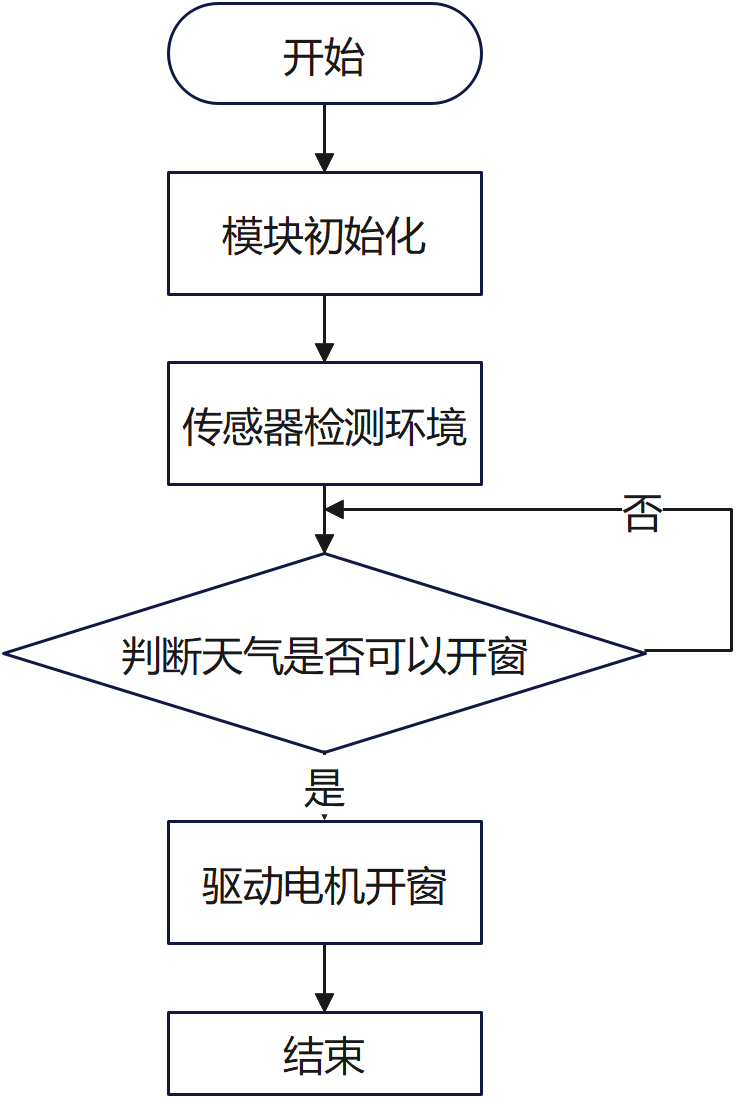 开始
模块初始化
传感器检测环境
否
判断天气是否可以开窗
是
驱动电机开窗
结束